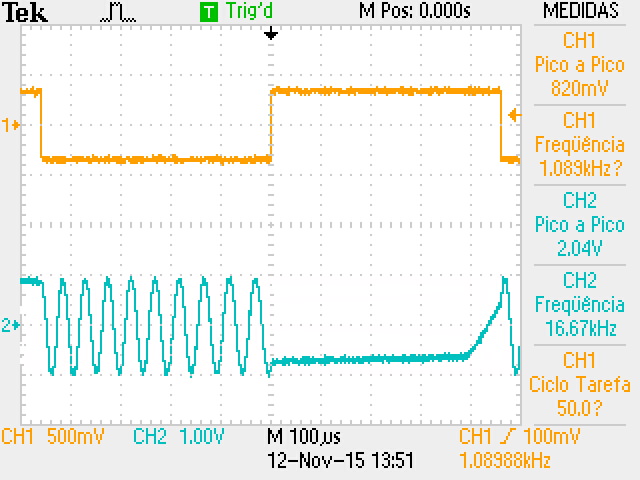 Tek T Trig'd M Pos: 0.000s MEDIDAS
CH1
Pico a Pico
820mV
CH1
Freqüência
1.089kHz?
CH2
Pico a Pico
2.04V
CH2
Freqüência
16.67kHz
CH1
Ciclo Tarefa
50.0?
1
2
CH1 500mV CH2 1.00V M 100µs CH1 100mV
12-Nov-15 13:51 1.08988kHz